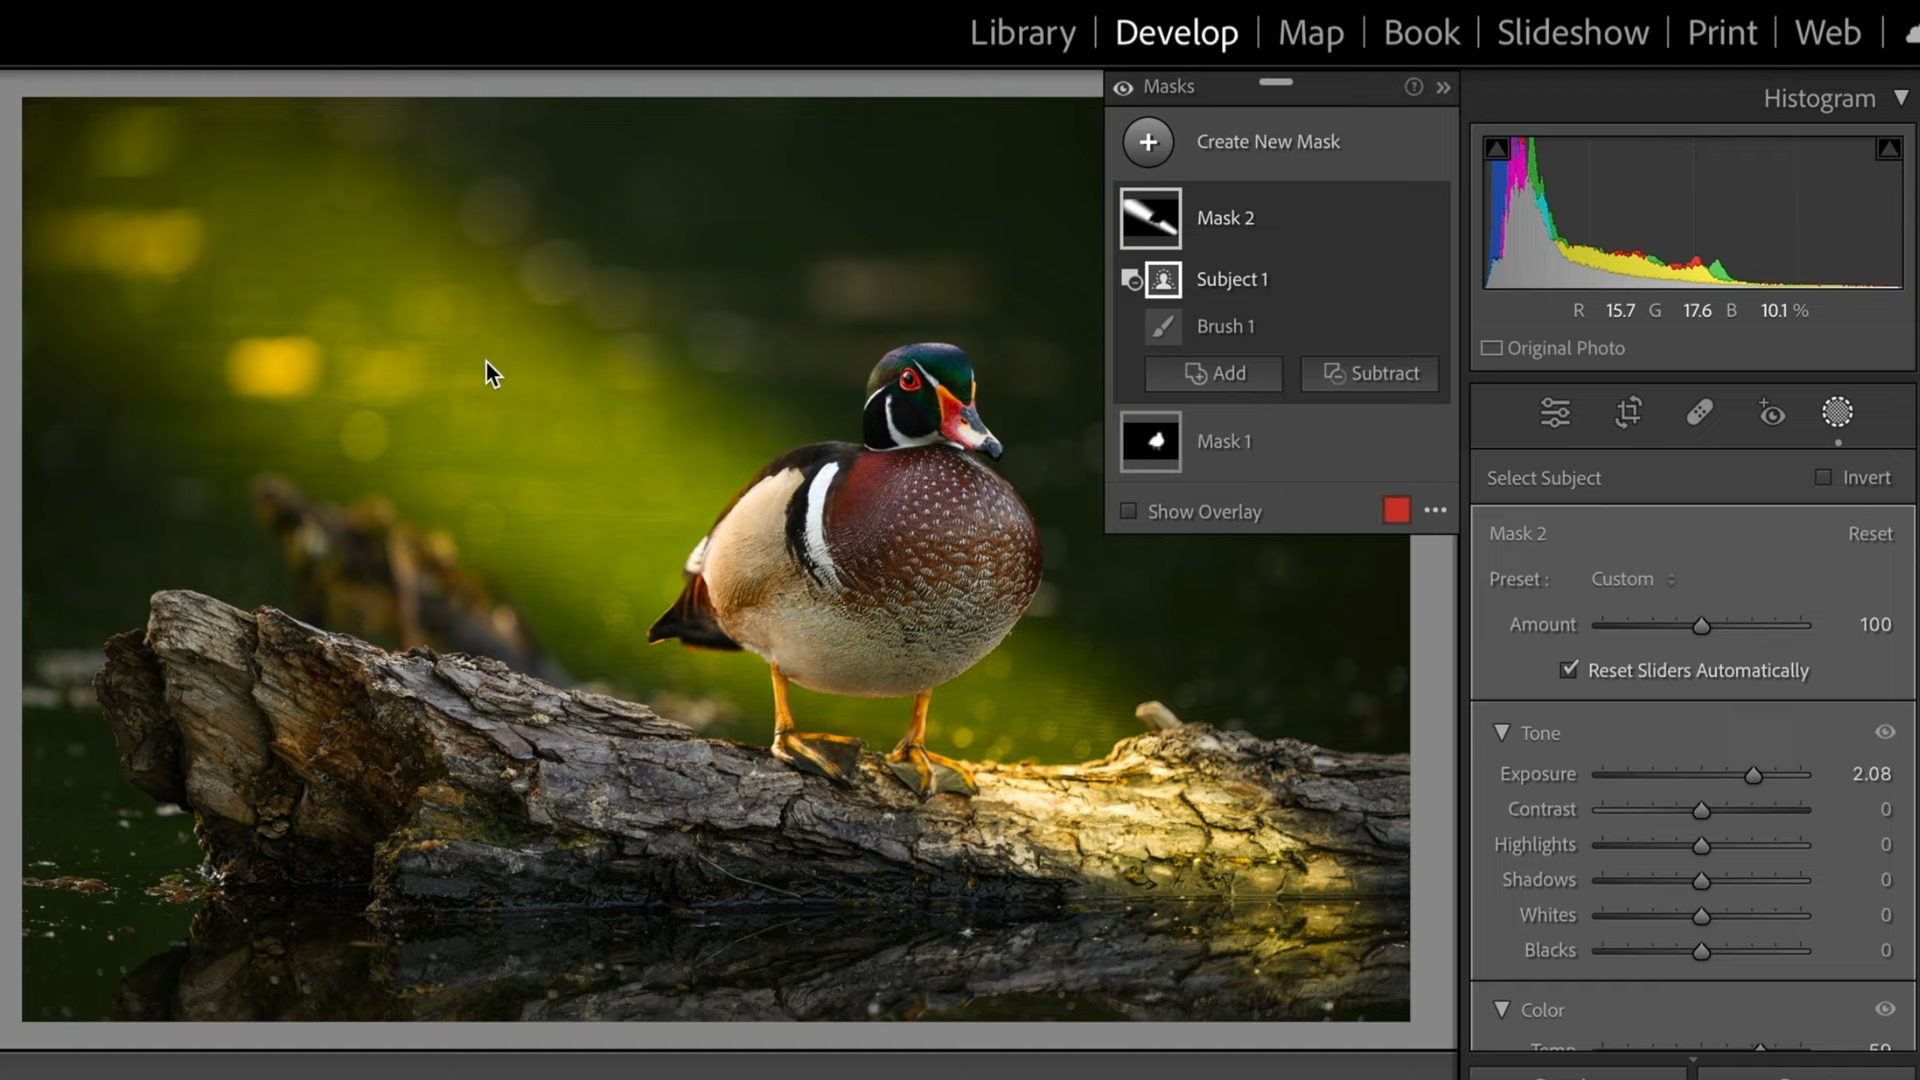 Library | Develop | Map | Book | Slideshow | Print | Web |
Masks
Create New Mask
Mask 2
Subject 1
Brush 1
Add
Subtract
Mask 1
Show Overlay
Histogram
R 15.7 G 17.6 B 10.1 %
Original Photo
Select Subject
Invert
Mask 2
Reset
Preset : Custom
Amount 100
Reset Sliders Automatically
Tone
Exposure 2.08
Contrast 0
Highlights 0
Shadows 0
Whites 0
Blacks 0
Color
Temp 59